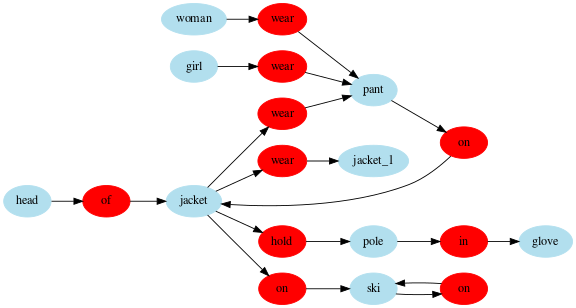 woman wear
girl wear
pant
wear
on
wear jacket_1
head of jacket
hold pole in glove
on ski on